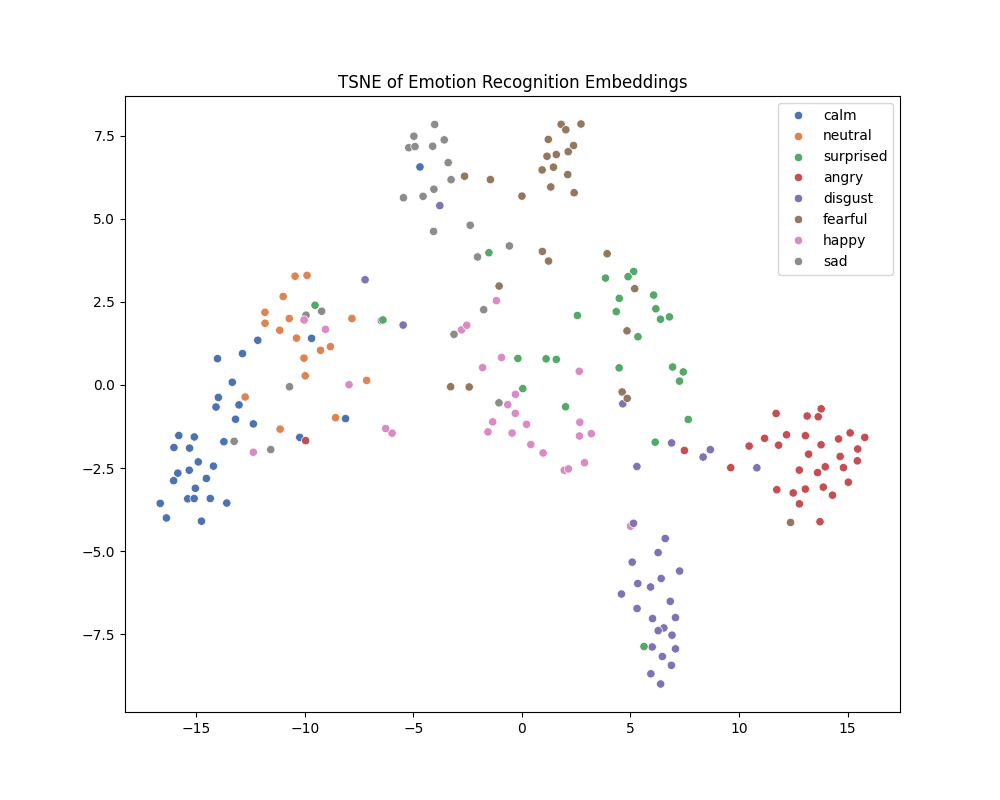 TSNE of Emotion Recognition Embeddings
calm
neutral
surprised
angry
disgust
fearful
happy
sad
7.5
5.0
2.5
0.0
−2.5
−5.0
−7.5
−15 −10 −5 0 5 10 15